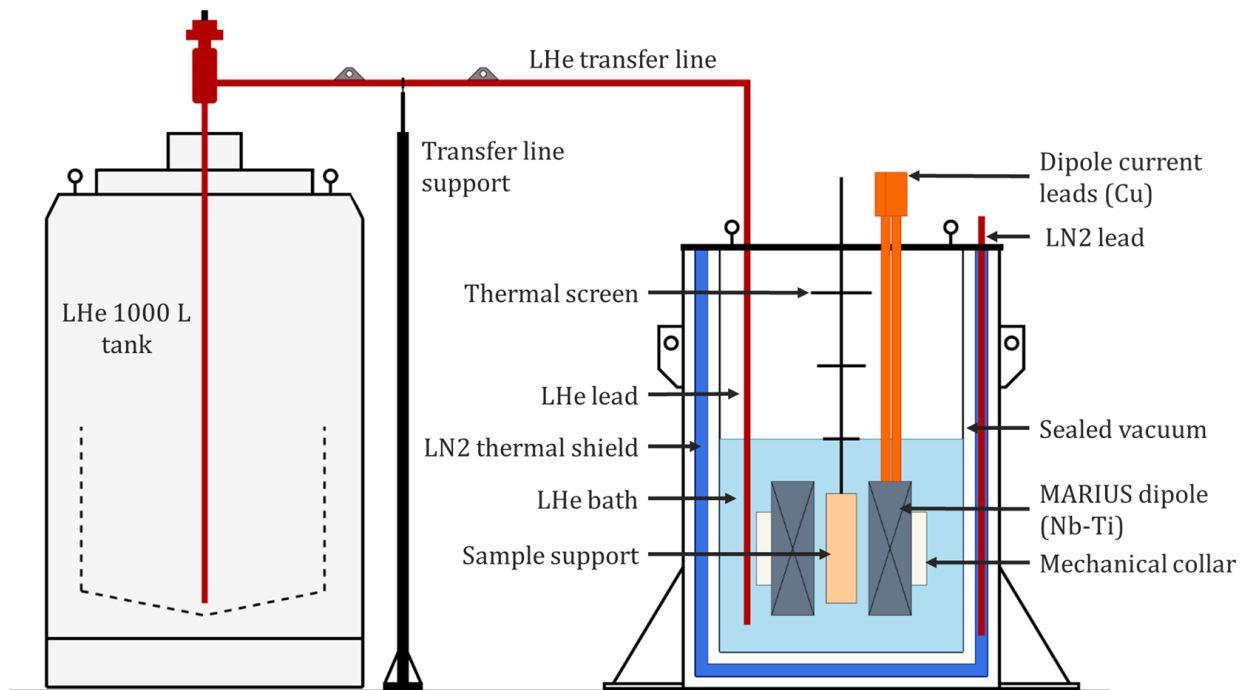 LHe transfer line
Transfer line
support
Dipole current
leads (Cu)
LN2 lead
Thermal screen
LHe 1000 L
tank
LHe lead
LN2 thermal shield
Sealed vacuum
LHe bath
MARIUS dipole
(Nb-Ti)
Sample support
Mechanical collar